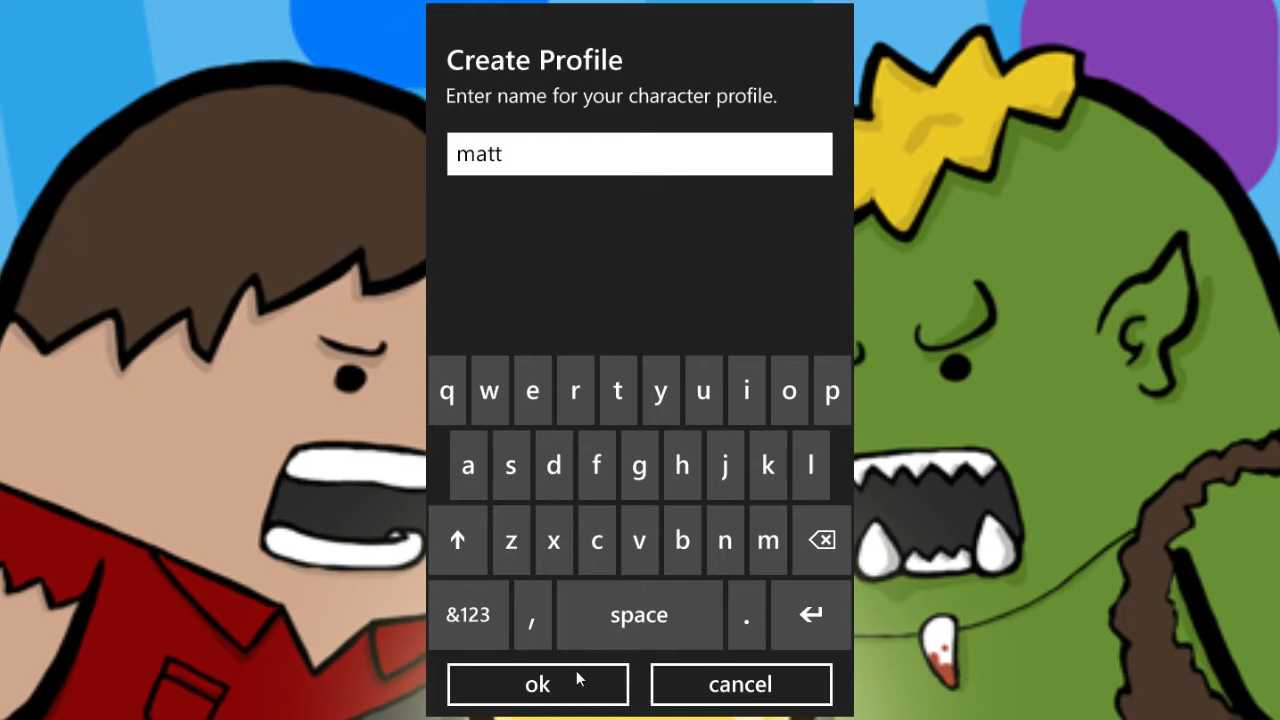 Create Profile
Enter name for your character profile.
matt
q w e r t y u i o p
a s d f g h j k l
z x c v b n m
&123 , space .
ok cancel